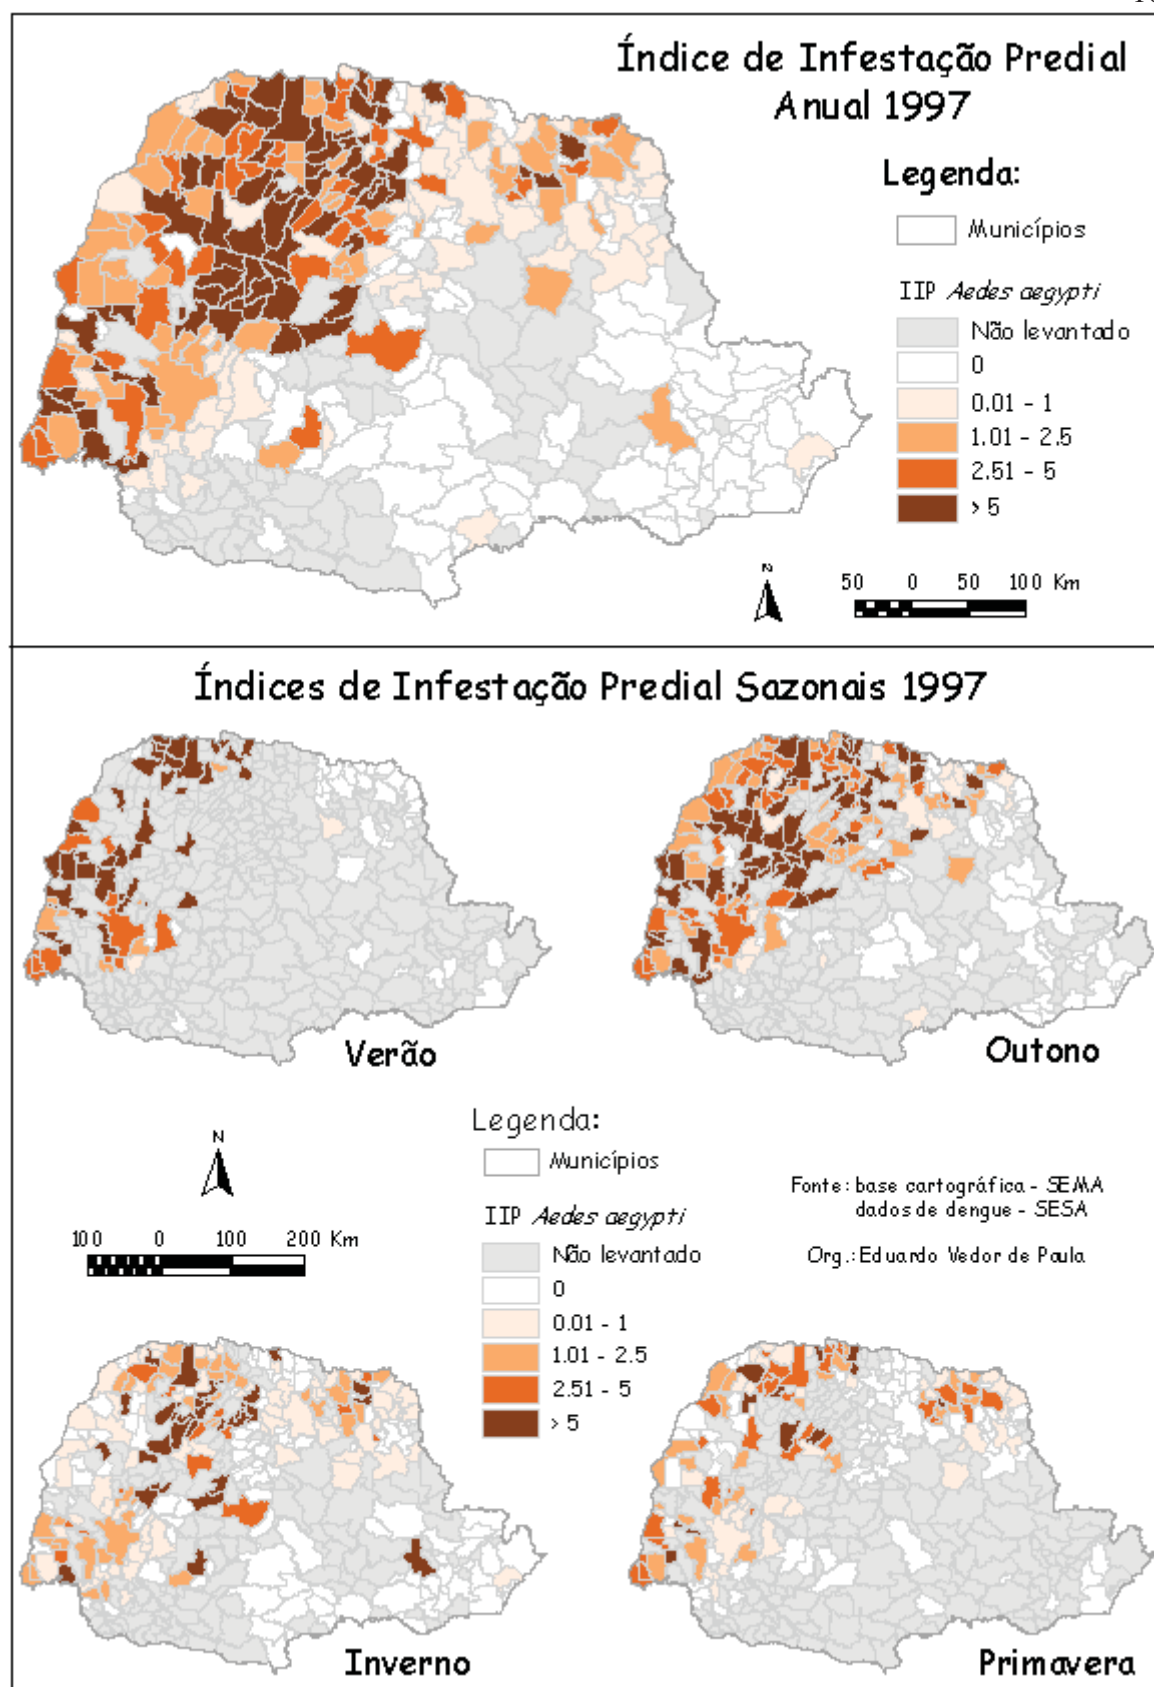 Índice de Infestação Predial
Anual 1997
Legenda:
Municípios
IIP Aedes aegypti
Não levantado
0
0.01 - 1
1.01 - 2.5
2.51 - 5
> 5
N
50 0 50 100 Km
Índices de Infestação Predial Sazonais 1997
Verão
Outono
Legenda:
Municípios
IIP Aedes aegypti
Não levantado
0
0.01 - 1
1.01 - 2.5
2.51 - 5
> 5
N
100 0 100 200 Km
Fonte: base cartográfica - SEMA
dados de dengue - SESA
Org.: Eduardo Vedor de Paula
Inverno
Primavera